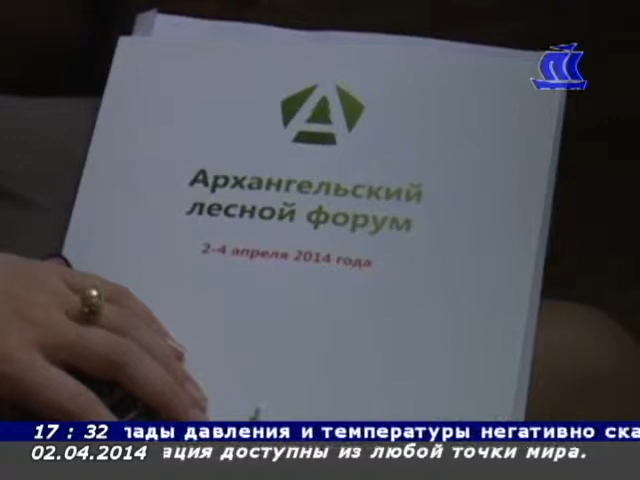 Архангельский
лесной форум
2-4 апреля 2014 года
17 : 32 пады давления и температуры негативно ска
02.04.2014 ация доступны из любой точки мира.